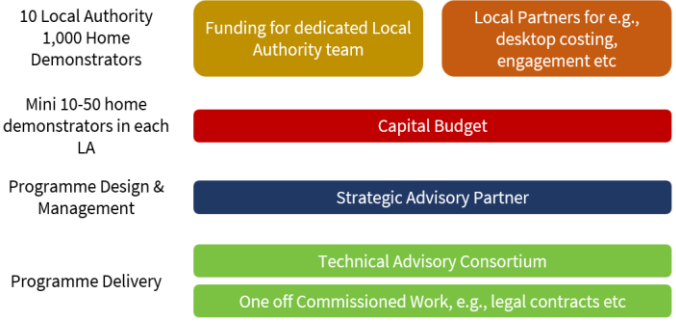 10 Local Authority
1,000 Home
Demonstrators
Funding for dedicated Local
Authority team
Local Partners for e.g.,
desktop costing,
engagement etc
Mini 10-50 home
demonstrators in each
LA
Capital Budget
Programme Design &
Management
Strategic Advisory Partner
Programme Delivery
Technical Advisory Consortium
One off Commissioned Work, e.g., legal contracts etc